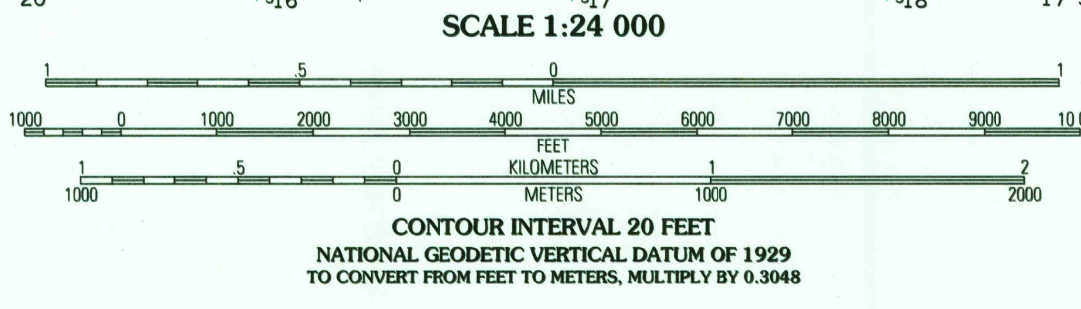 SCALE 1:24 000
1 .5 0 1
MILES
1000 0 1000 2000 3000 4000 5000 6000 7000 8000 9000
FEET
1 .5 0 KILOMETERS 1 2
1000 0 METERS 1000 2000
CONTOUR INTERVAL 20 FEET
NATIONAL GEODETIC VERTICAL DATUM OF 1929
TO CONVERT FROM FEET TO METERS, MULTIPLY BY 0.3048